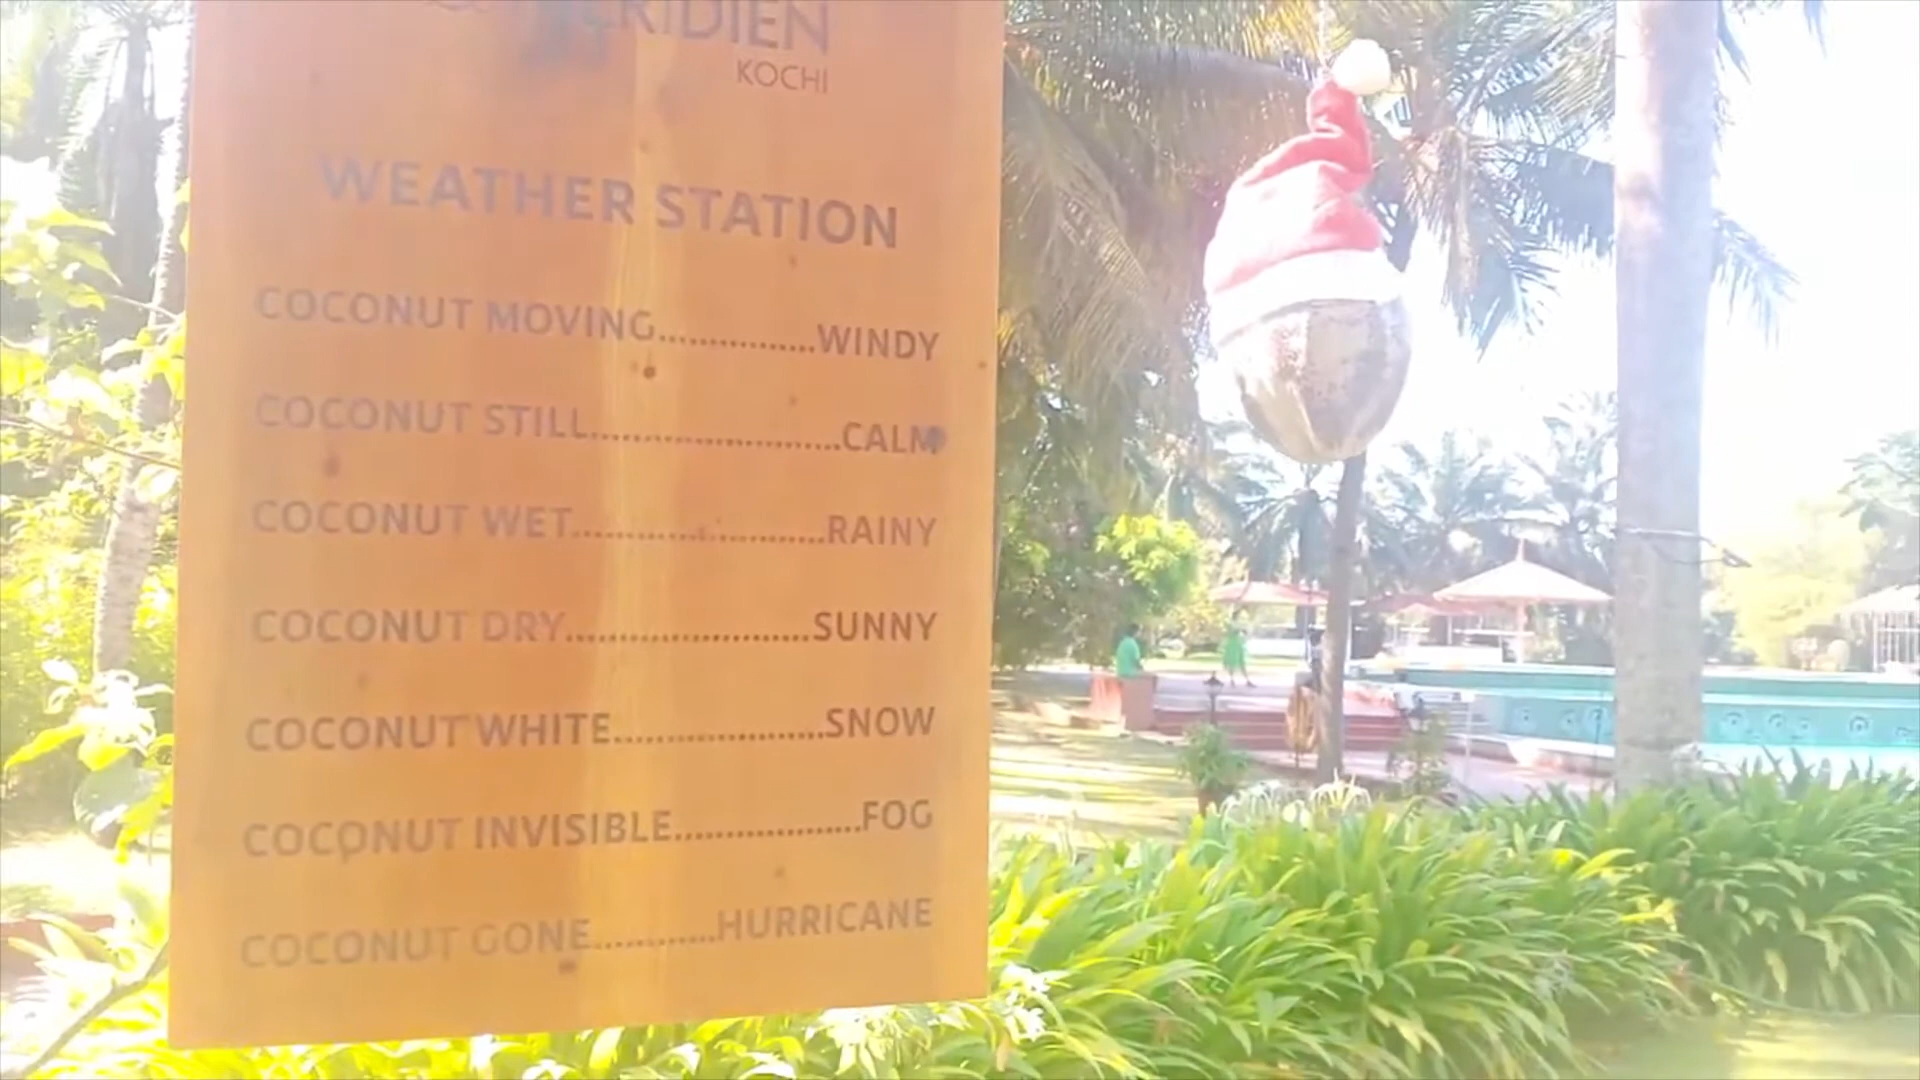 MERIDIEN
KOCHI
WEATHER STATION
COCONUT MOVING...............WINDY
COCONUT STILL........................CALM
COCONUT WET.......................RAINY
COCONUT DRY.......................SUNNY
COCONUT WHITE....................SNOW
COCONUT INVISIBLE.................FOG
COCONUT GONE............HURRICANE